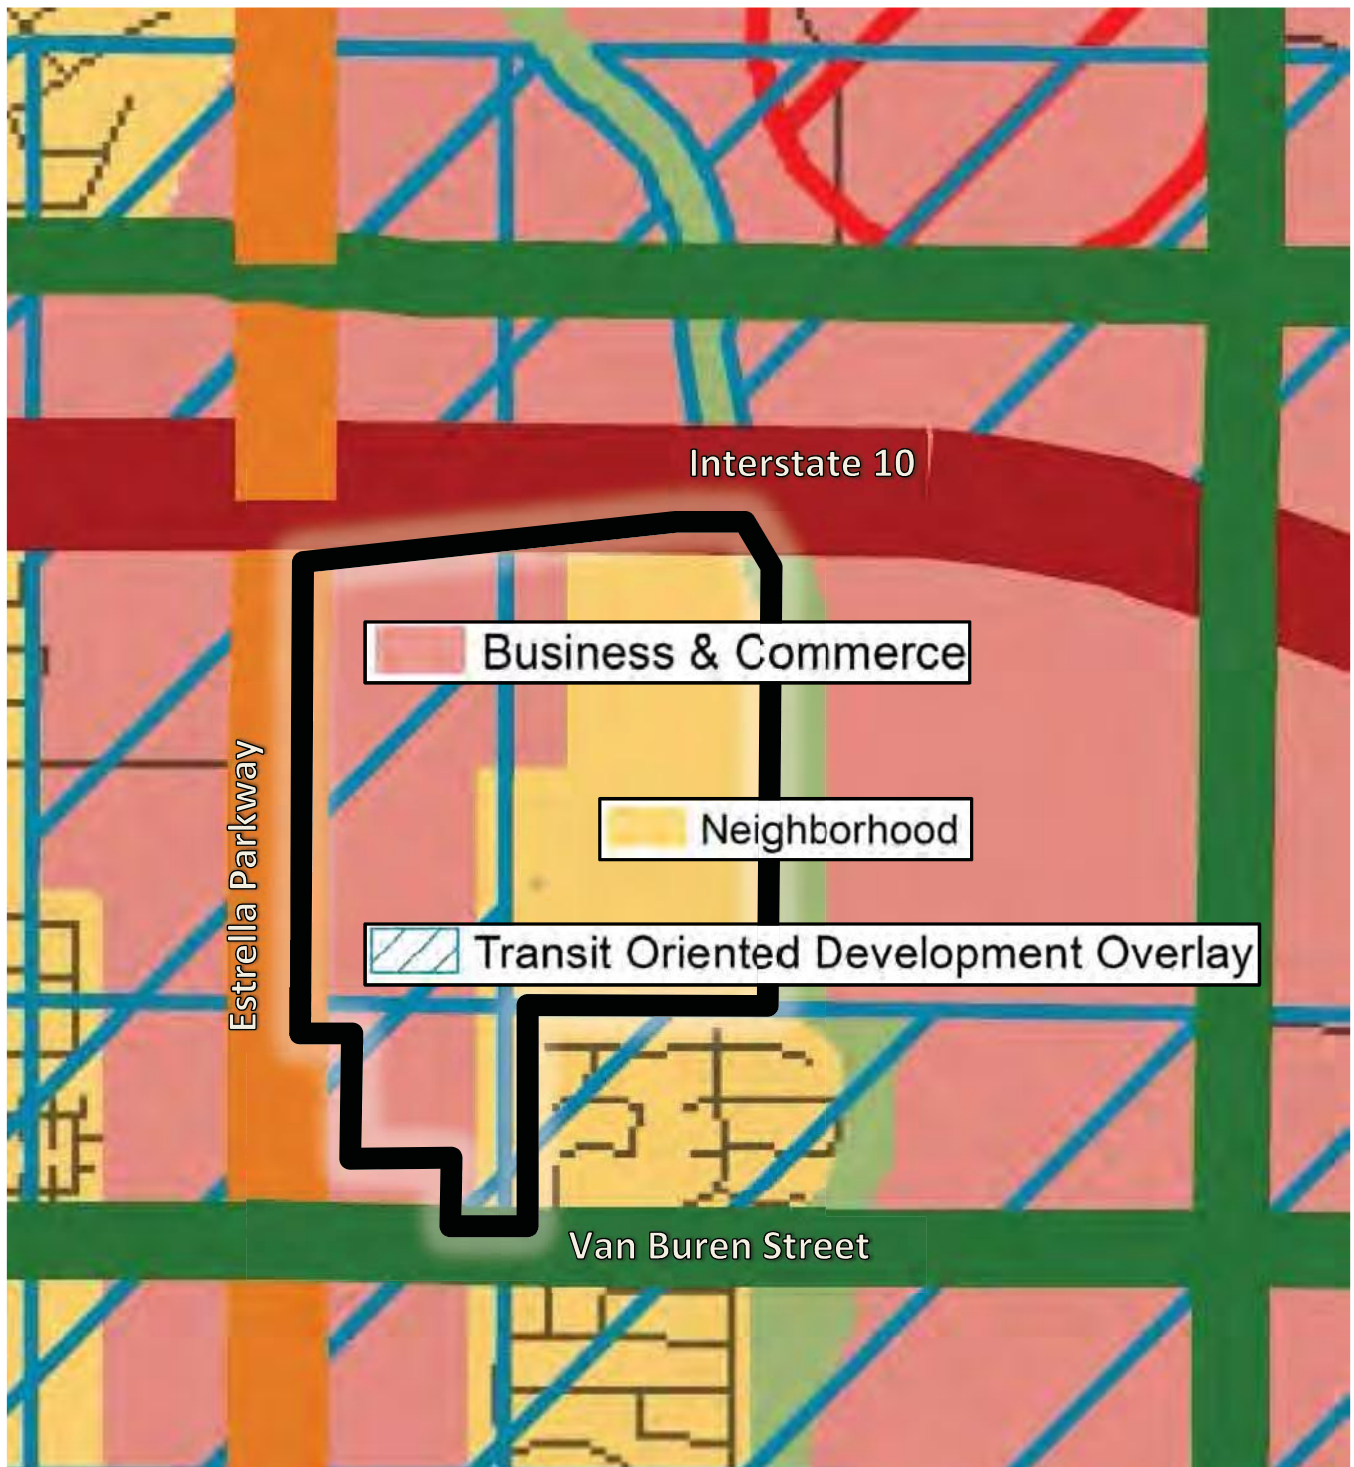 Interstate 10
Business & Commerce
Estrella Parkway
Neighborhood
Transit Oriented Development Overlay
Van Buren Street